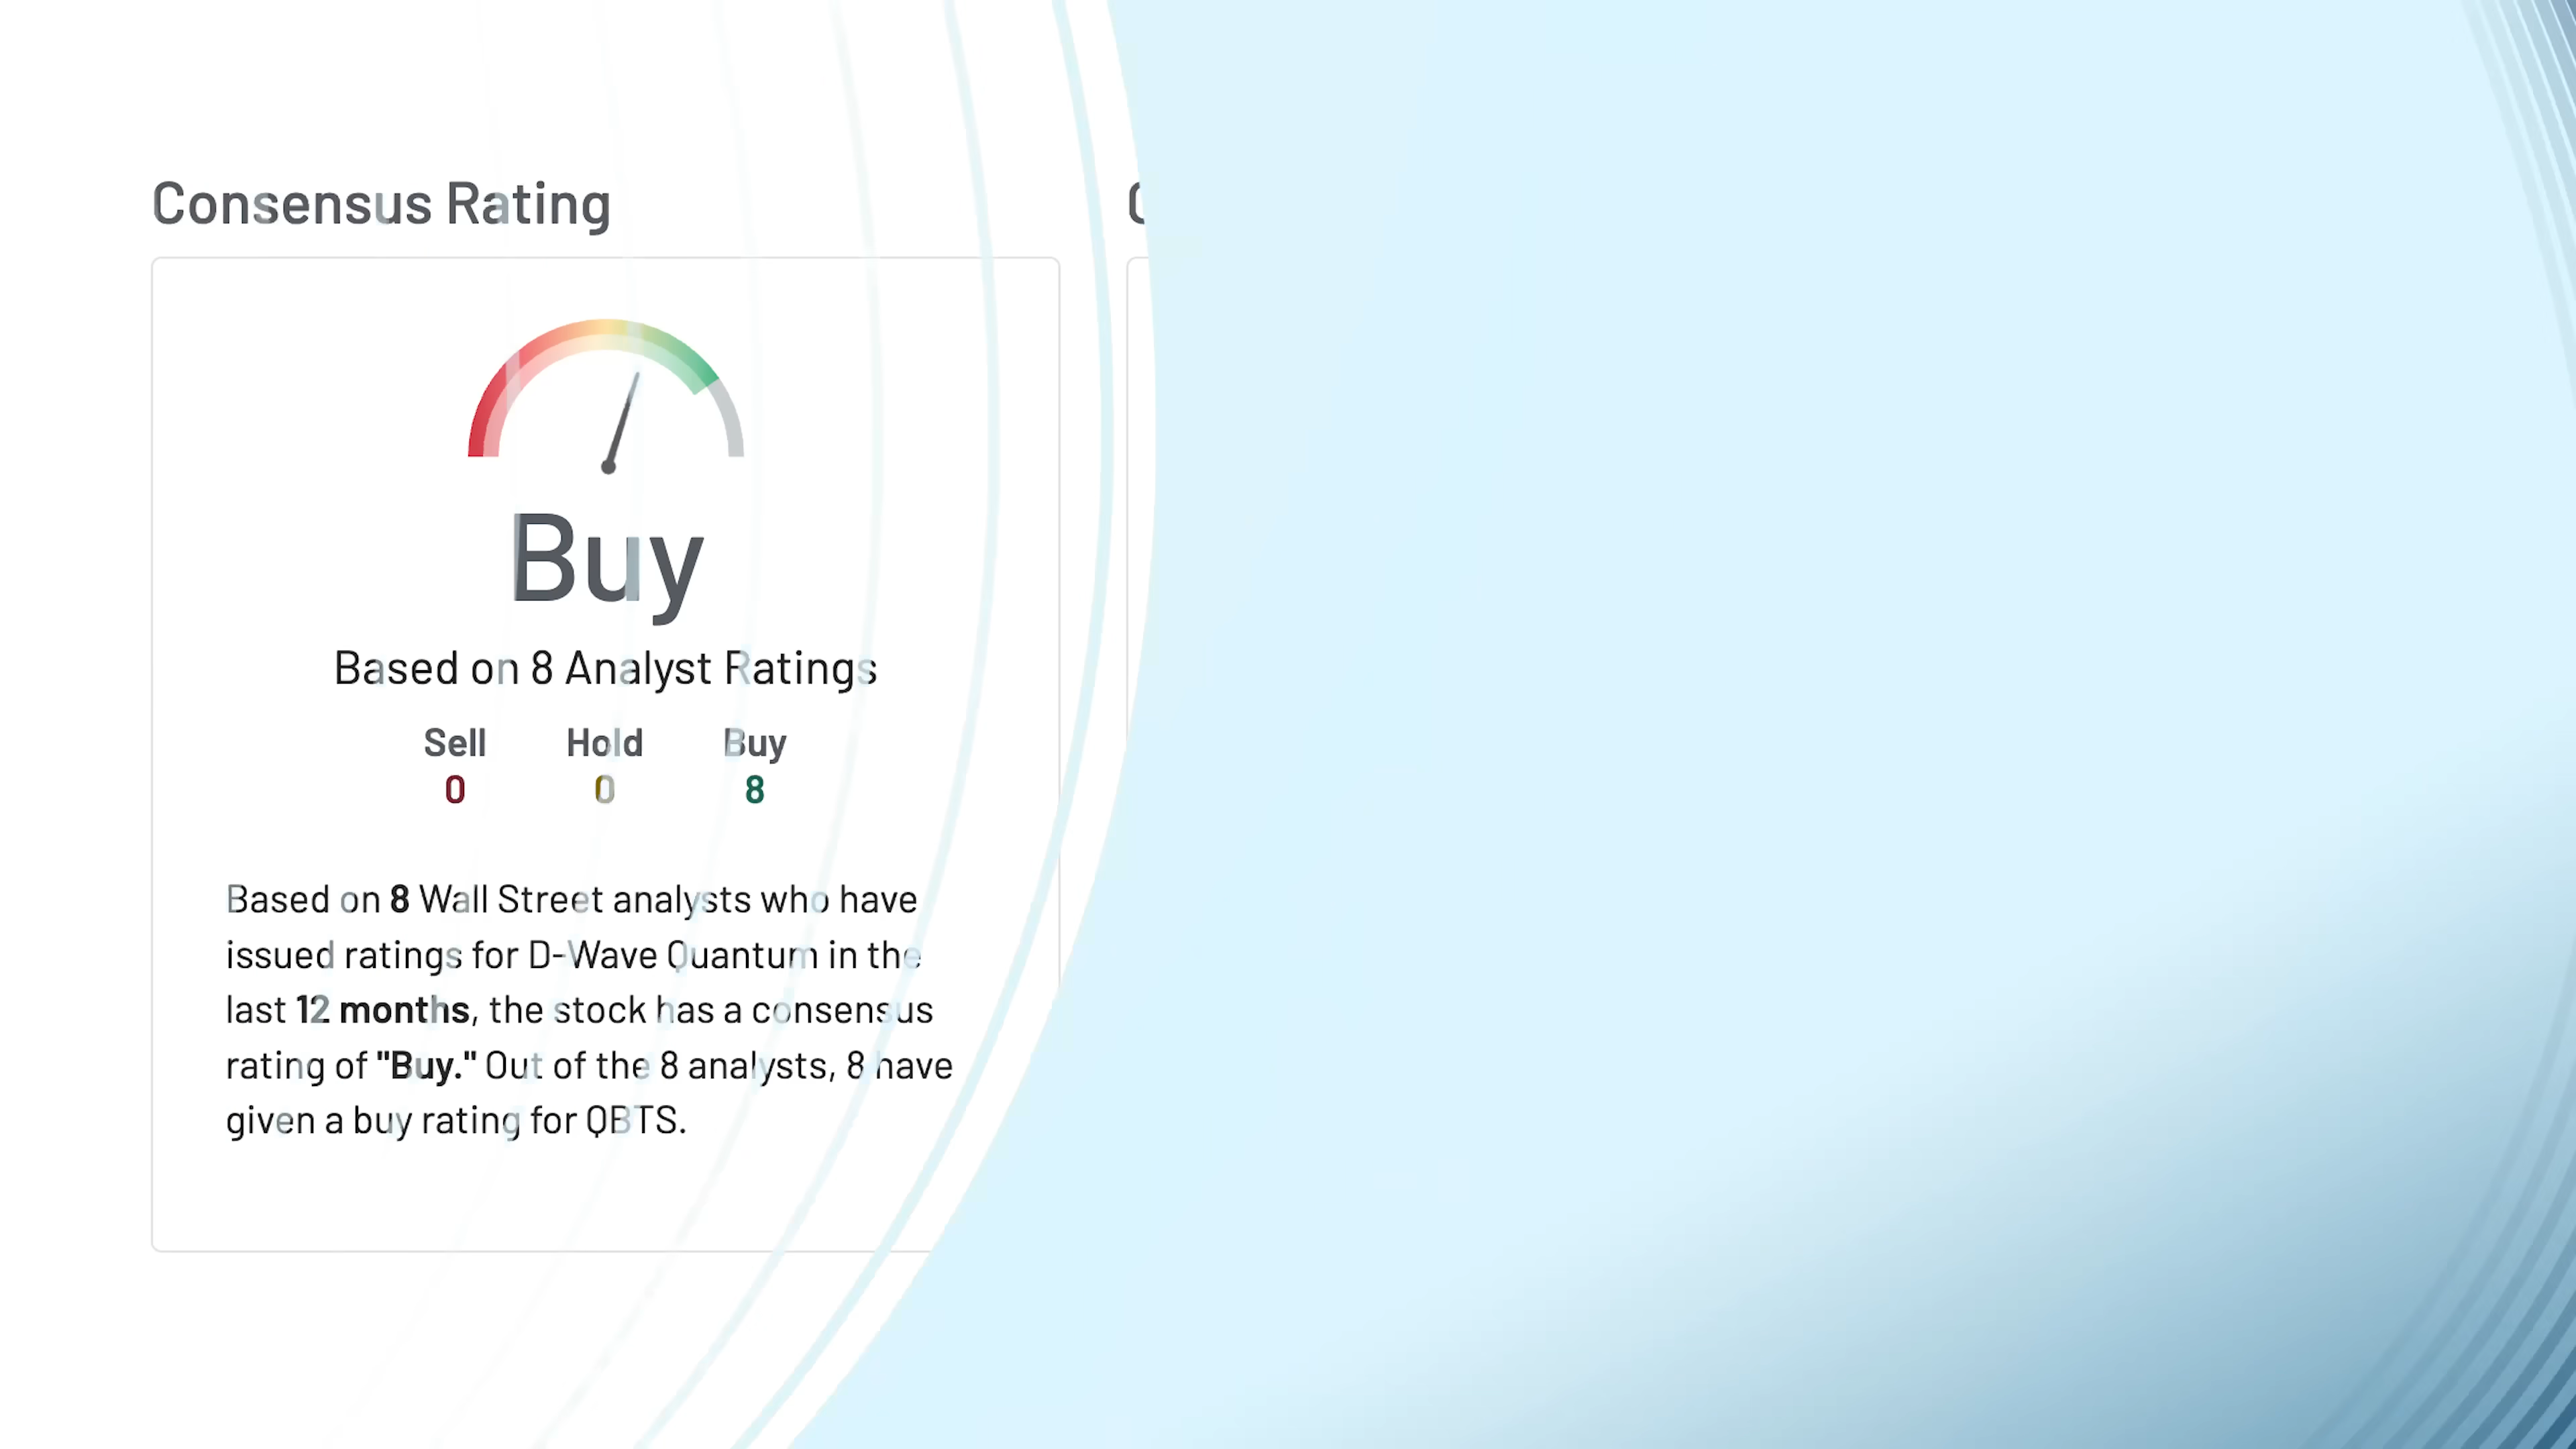 Consensus Rating
Buy
Based on 8 Analyst Ratings
Sell Hold Buy
0 0 8
Based on 8 Wall Street analysts who have
issued ratings for D-Wave Quantum in the
last 12 months, the stock has a consensus
rating of "Buy." Out of the 8 analysts, 8 have
given a buy rating for QBTS.